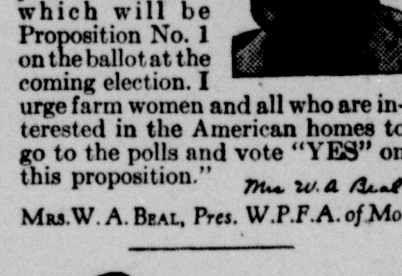 which will be
Proposition No. 1
on the ballot at the
coming election. I
urge farm women and all who are in-
terested in the American homes to
go to the polls and vote "YES" on
this proposition."
Mrs. W. A. Beal
MRS. W. A. BEAL, Pres. W.P.F.A. of Mo